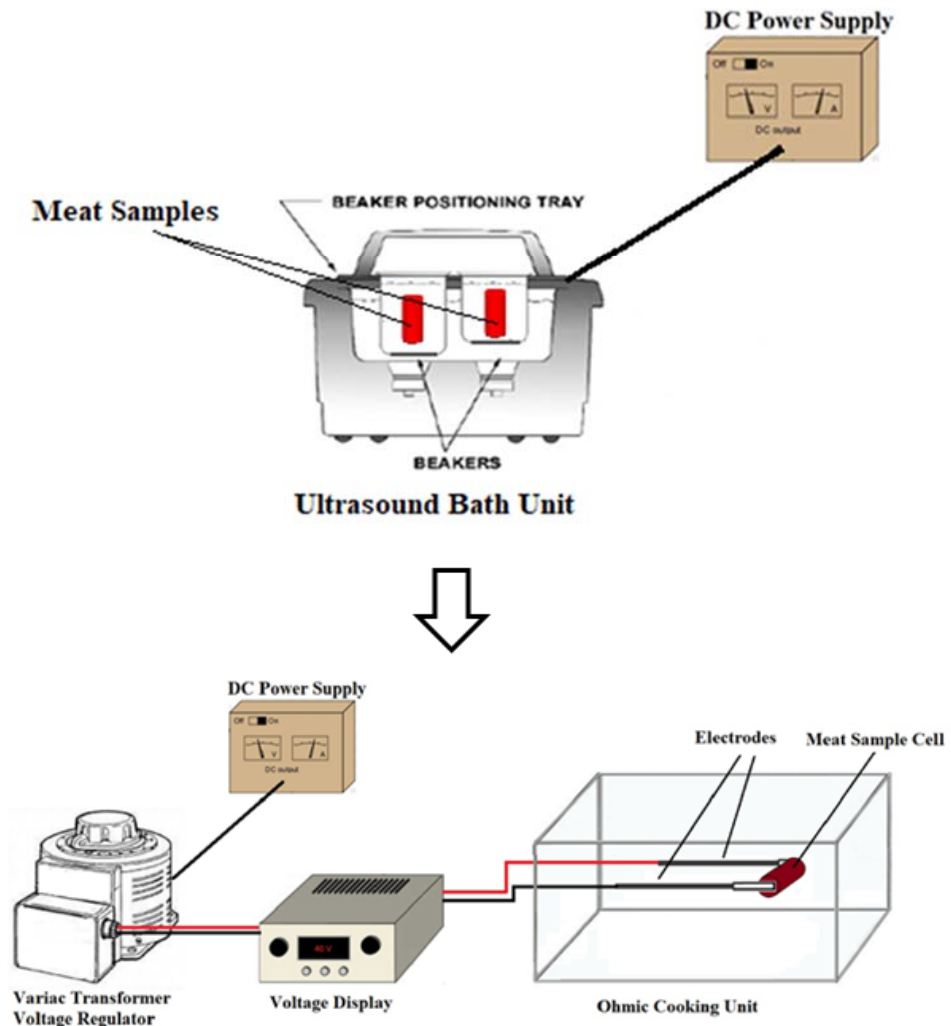 DC Power Supply
Off On
V A
DC output
BEAKER POSITIONING TRAY
Meat Samples
BEAKERS
Ultrasound Bath Unit
DC Power Supply
Off On
V A
DC output
Electrodes
Meat Sample Cell
40 V
Variac Transformer
Voltage Regulator
Voltage Display
Ohmic Cooking Unit